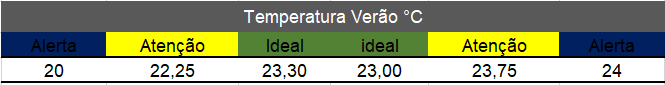 Temperatura Verão °C
Alerta Atenção Ideal ideal Atenção Alerta
20 22,25 23,30 23,00 23,75 24